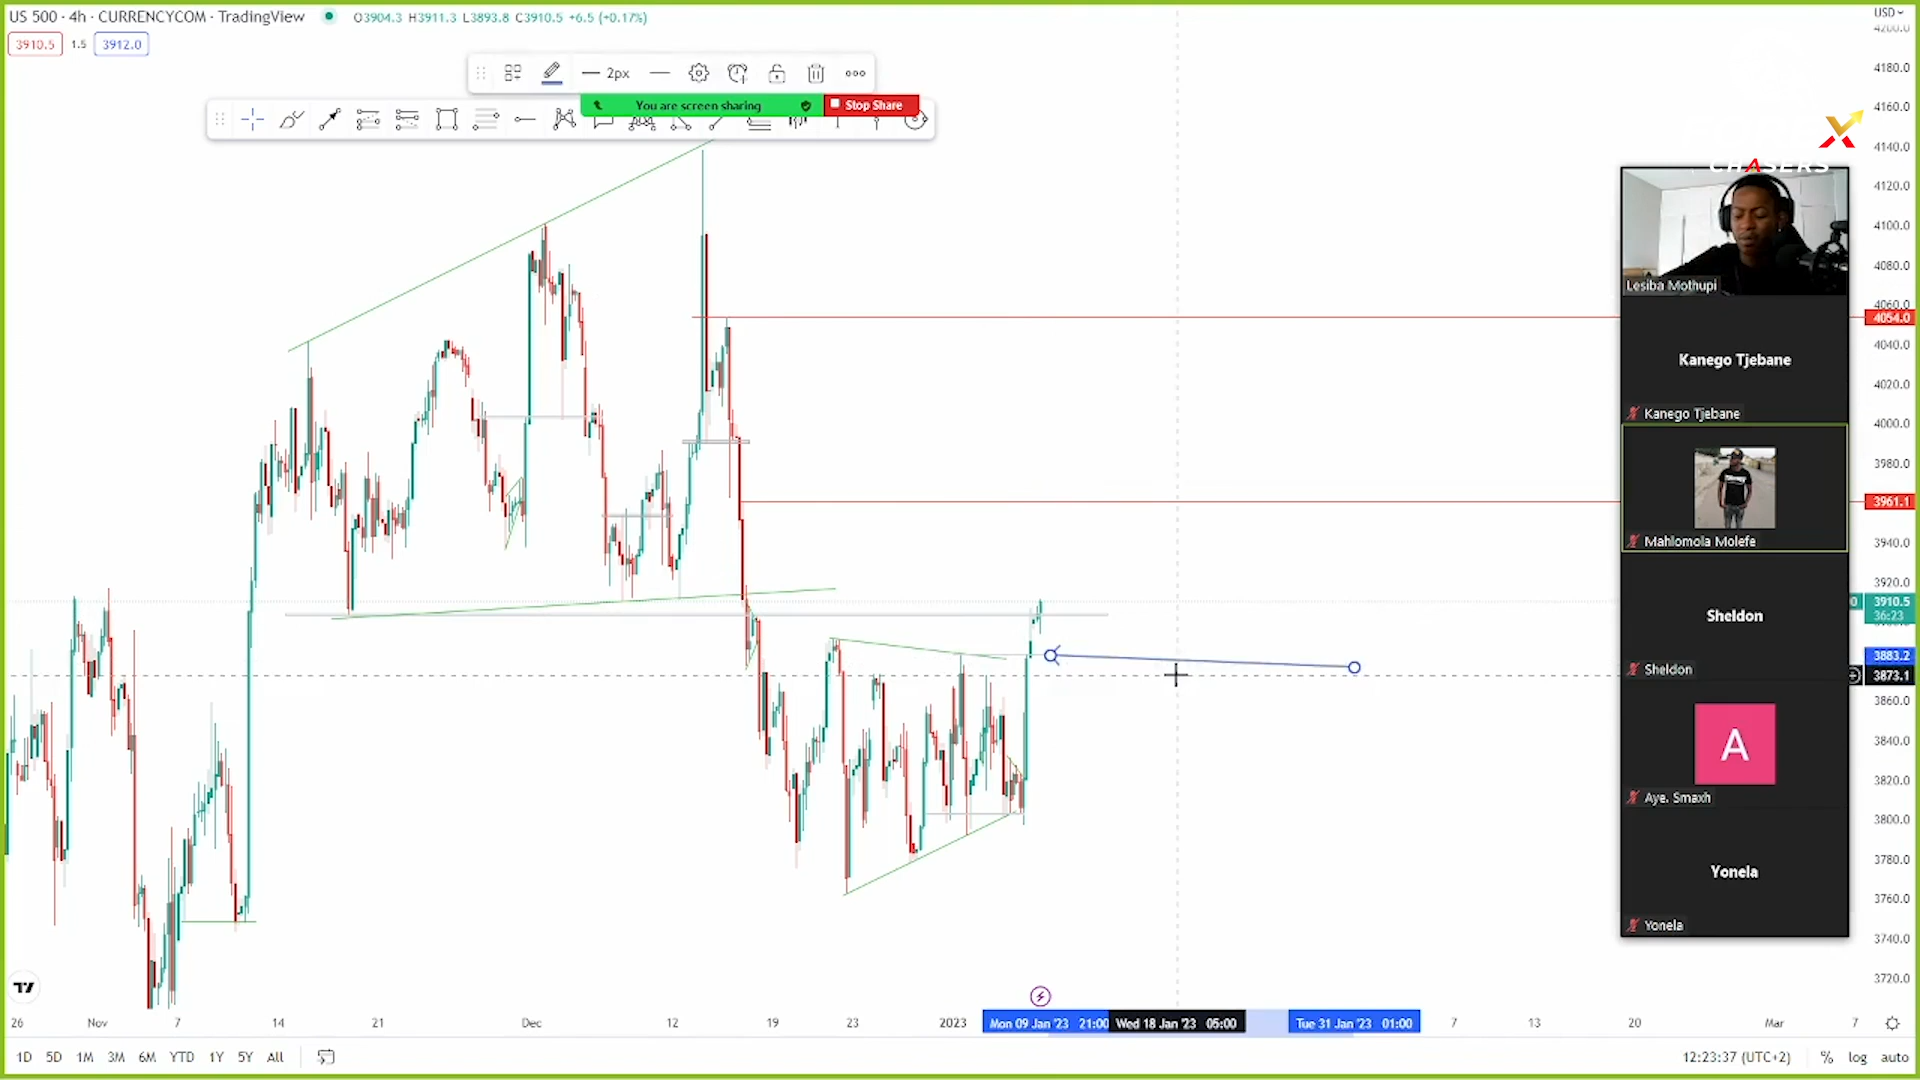 US 500 · 4h · CURRENCYCOM · TradingView
O3904.3 H3911.3 L3893.8 C3910.5 +6.5 (+0.17%)
USD
3910.5
1.5
3912.0
2px
You are screen sharing
Stop Share
CHASERS
Lesiba Mothupi
Kanego Tjebane
Kanego Tjebane
Mahlomola Molefe
Sheldon
Sheldon
A
Aye. Smaxh
Yonela
Yonela
4200.0
4180.0
4160.0
4140.0
4120.0
4100.0
4080.0
4060.0
4054.0
4040.0
4020.0
4000.0
3980.0
3961.1
3940.0
3920.0
3910.5
36:23
3883.2
3873.1
3860.0
3840.0
3820.0
3800.0
3780.0
3760.0
3740.0
3720.0
26
Nov
7
14
21
Dec
12
19
23
2023
Mon 09 Jan '23 21:00
Wed 18 Jan '23 05:00
Tue 31 Jan '23 01:00
7
13
20
Mar
7
1D 5D 1M 3M 6M YTD 1Y 5Y All
12:23:37 (UTC+2)
% log auto